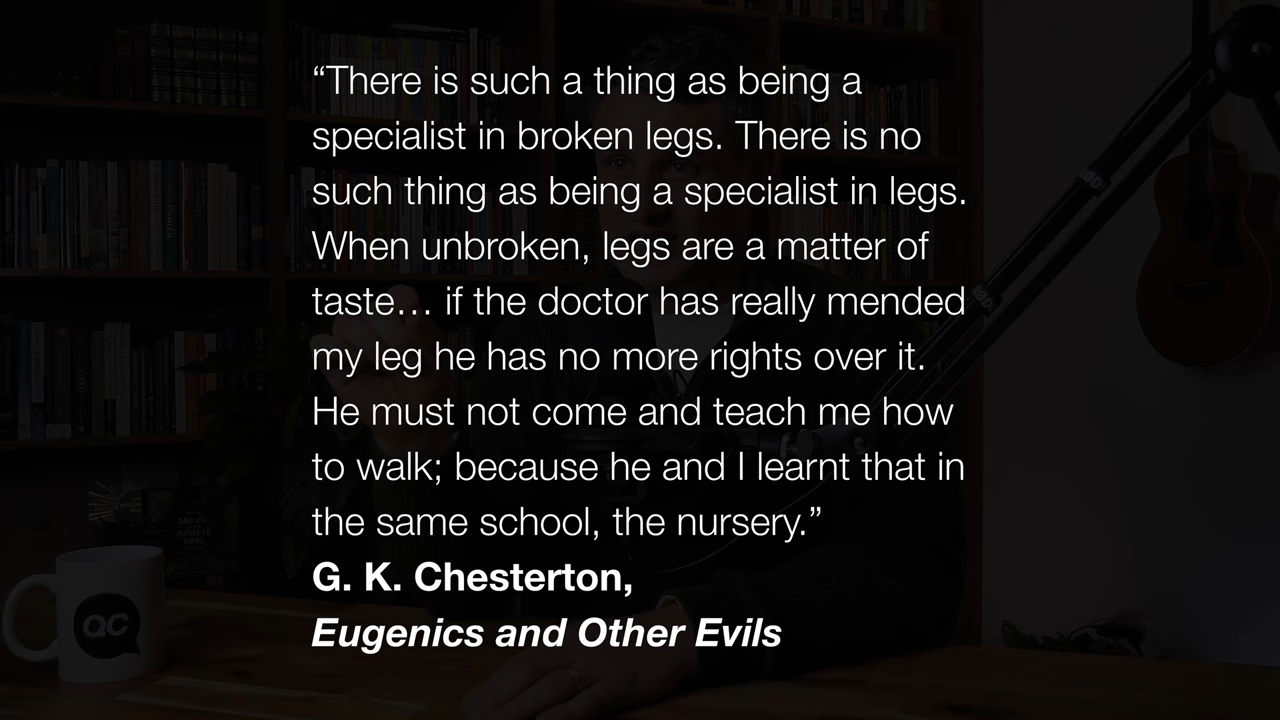 “There is such a thing as being a
specialist in broken legs. There is no
such thing as being a specialist in legs.
When unbroken, legs are a matter of
taste… if the doctor has really mended
my leg he has no more rights over it.
He must not come and teach me how
to walk; because he and I learnt that in
the same school, the nursery.”
G. K. Chesterton,
Eugenics and Other Evils
QC
RØDE